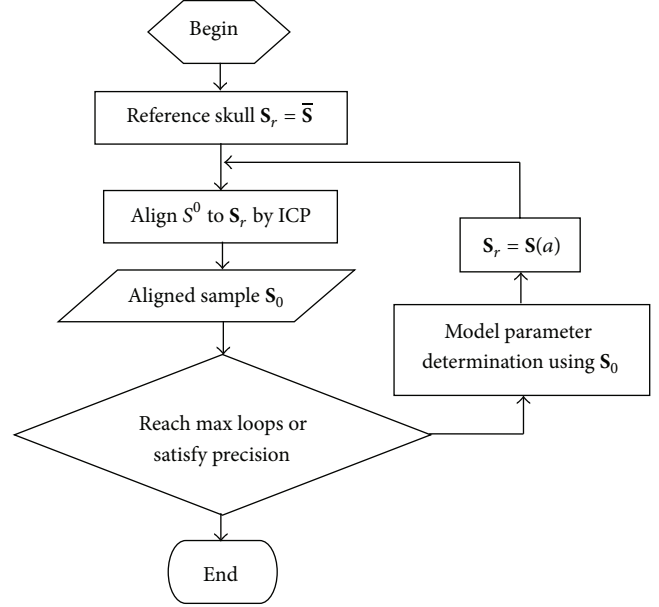 Begin
Reference skull S_r = S̅
Align S^0 to S_r by ICP
Aligned sample S_0
Reach max loops or
satisfy precision
End
S_r = S(a)
Model parameter
determination using S_0